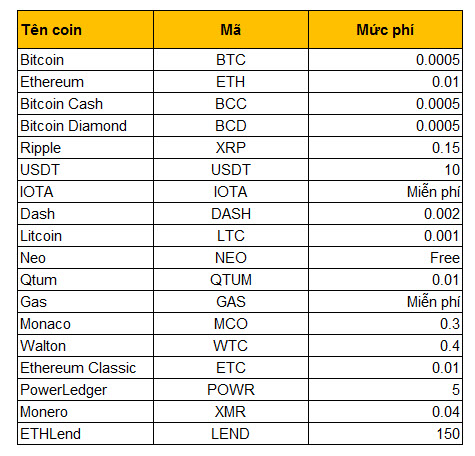 Tên coin Mã Mức phí
Bitcoin BTC 0.0005
Ethereum ETH 0.01
Bitcoin Cash BCC 0.0005
Bitcoin Diamond BCD 0.0005
Ripple XRP 0.15
USDT USDT 10
IOTA IOTA Miễn phí
Dash DASH 0.002
Litcoin LTC 0.001
Neo NEO Free
Qtum QTUM 0.01
Gas GAS Miễn phí
Monaco MCO 0.3
Walton WTC 0.4
Ethereum Classic ETC 0.01
PowerLedger POWR 5
Monero XMR 0.04
ETHLend LEND 150